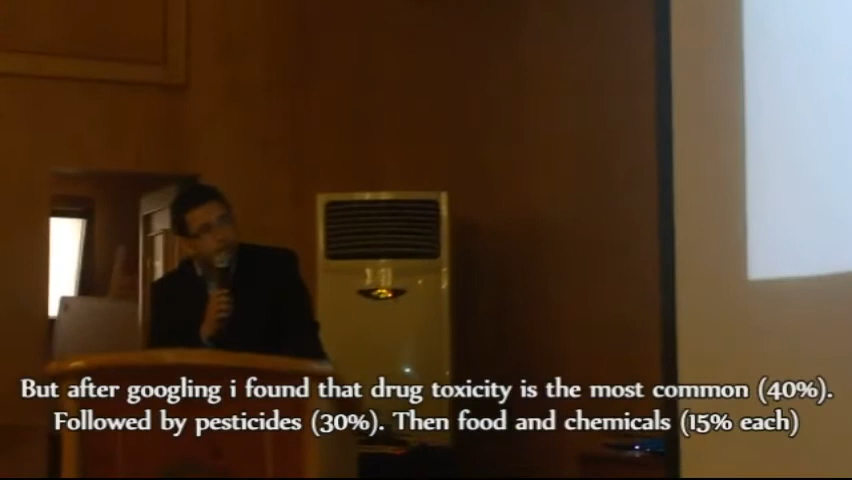 But after googling i found that drug toxicity is the most common (40%).
Followed by pesticides (30%). Then food and chemicals (15% each)